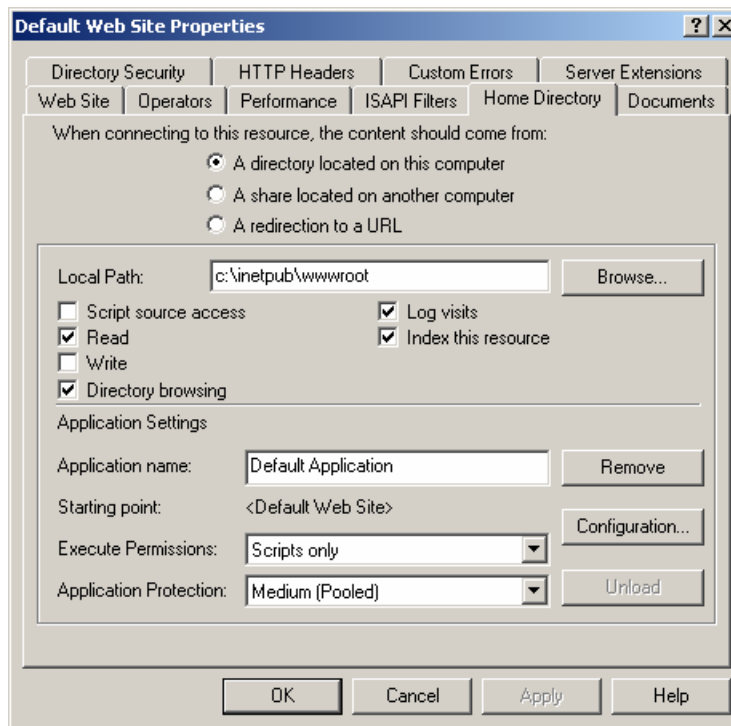 Default Web Site Properties
Directory Security HTTP Headers Custom Errors Server Extensions
Web Site Operators Performance ISAPI Filters Home Directory Documents
When connecting to this resource, the content should come from:
A directory located on this computer
A share located on another computer
A redirection to a URL
Local Path: c:\inetpub\wwwroot Browse...
Script source access Log visits
Read Index this resource
Write
Directory browsing
Application Settings
Application name: Default Application Remove
Starting point: <Default Web Site>
Configuration...
Execute Permissions: Scripts only
Application Protection: Medium (Pooled) Unload
OK Cancel Apply Help